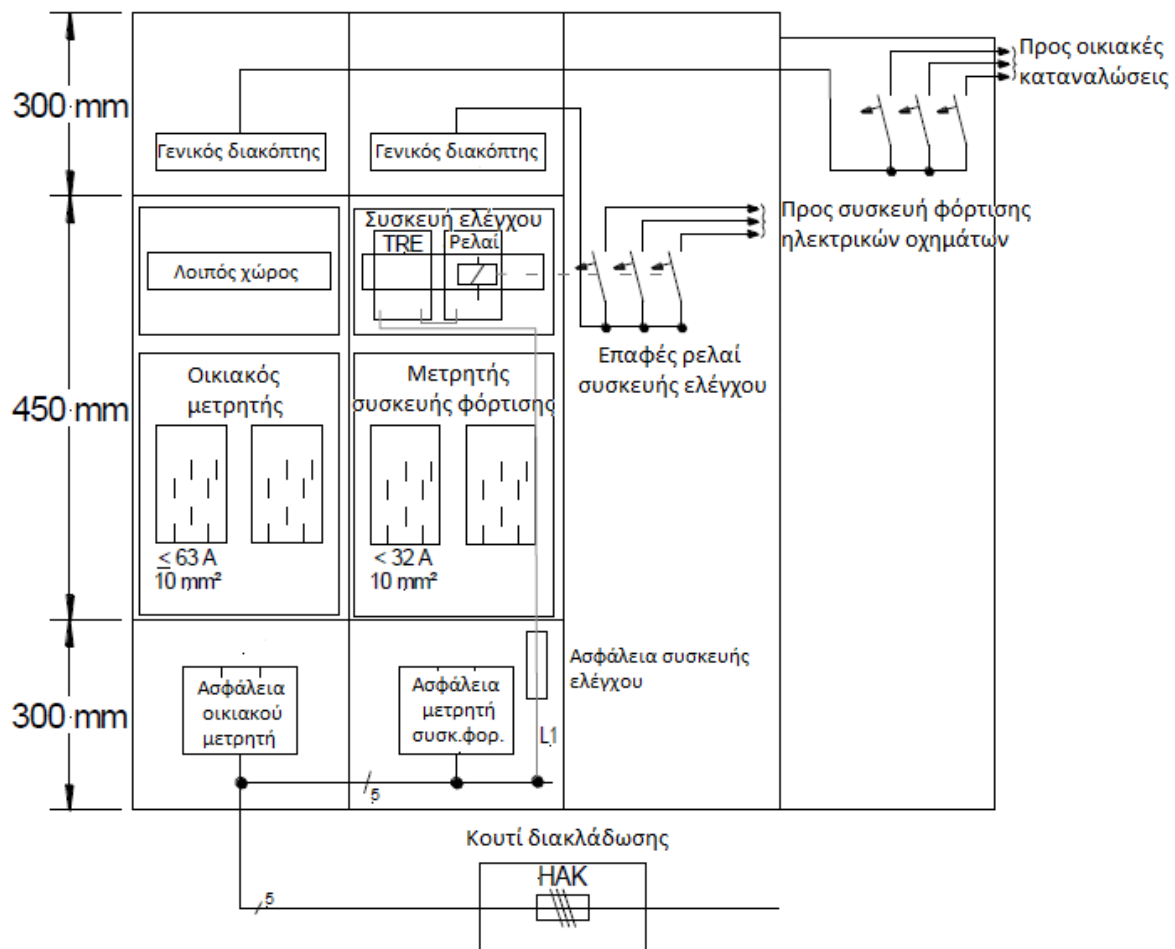 300 mm
Προς οικιακές
καταναλώσεις
Γενικός διακόπτης
Γενικός διακόπτης
450 mm
Λοιπός χώρος
Συσκευή ελέγχου
TRE
Ρελαί
Προς συσκευή φόρτισης
ηλεκτρικών οχημάτων
Επαφές ρελαί
συσκευής ελέγχου
Οικιακός
μετρητής
≤ 63 A
10 mm²
Μετρητής
συσκευής φόρτισης
< 32 A
10 mm²
300 mm
Ασφάλεια
οικιακού
μετρητή
Ασφάλεια
μετρητή
συσκ.φορ.
L1
Ασφάλεια συσκευής
ελέγχου
5
Κουτί διακλάδωσης
HAK
5